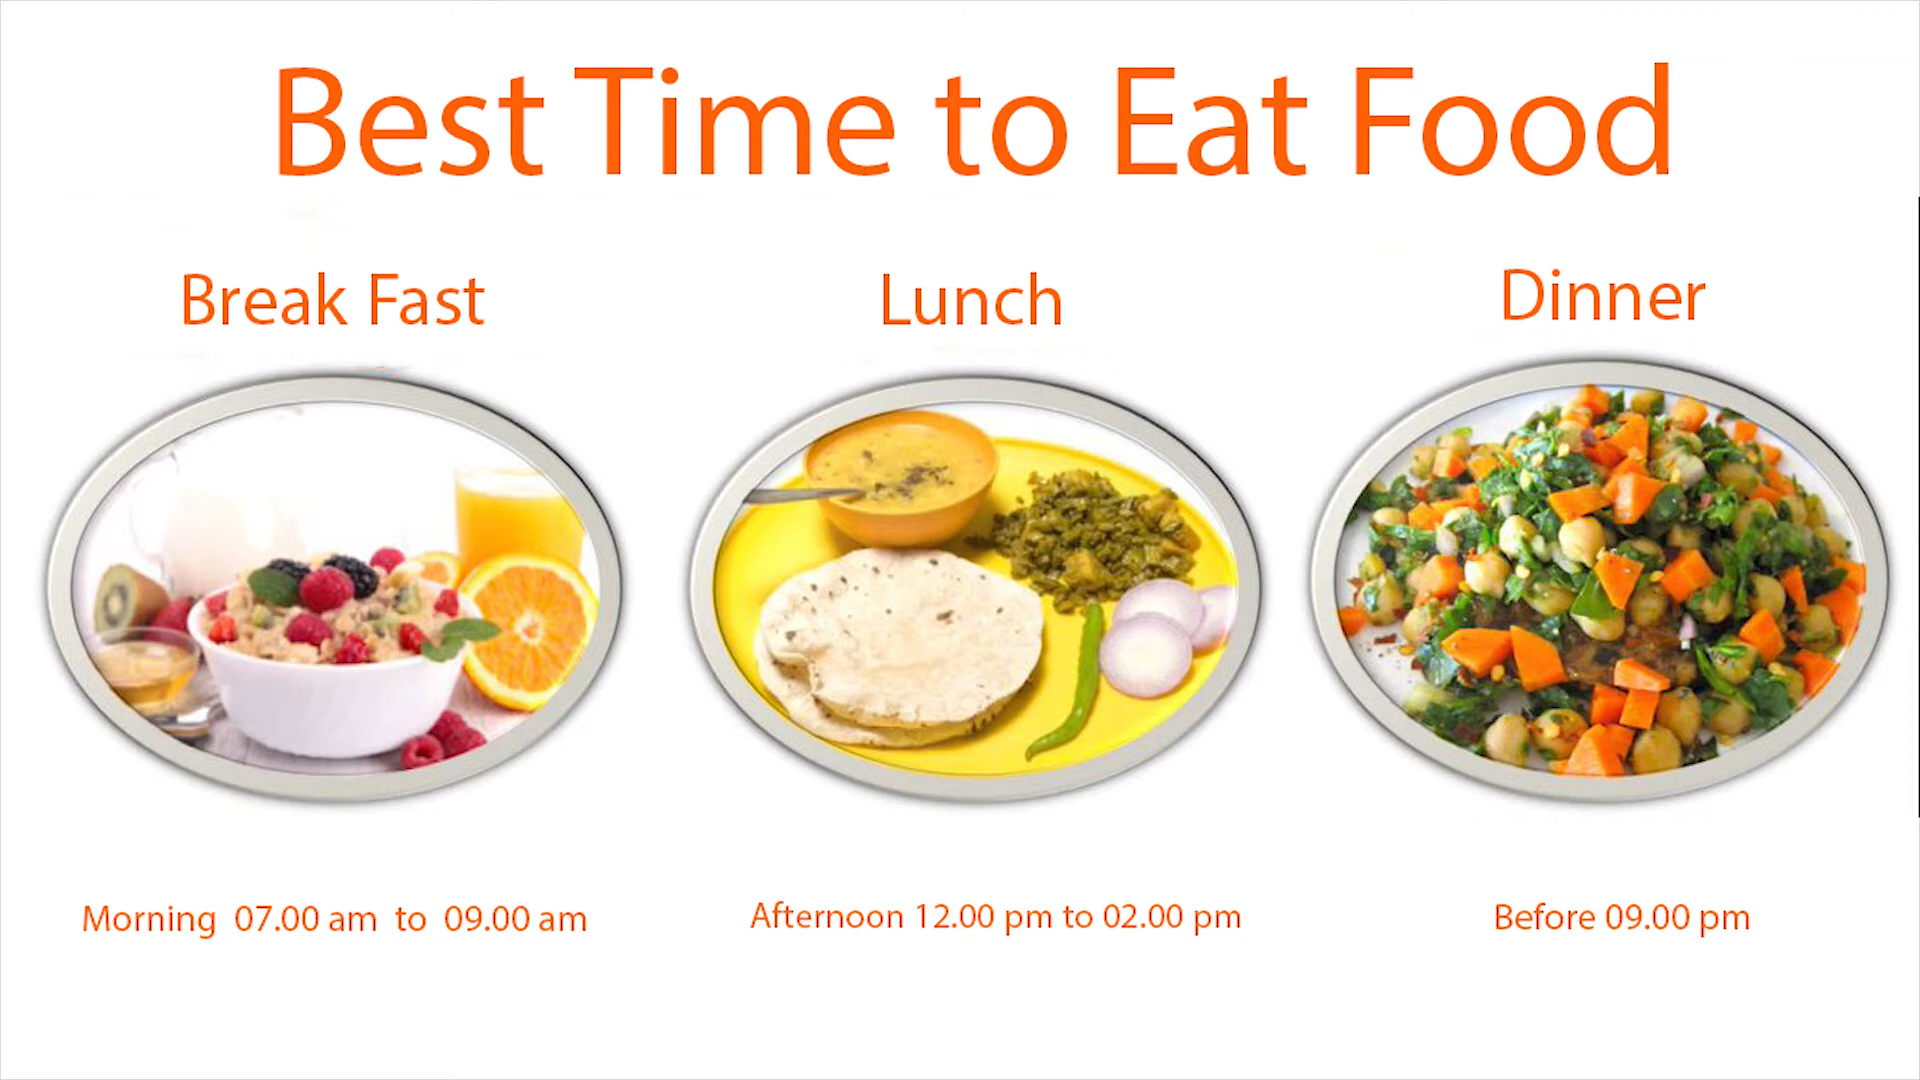 Best Time to Eat Food
Break Fast
Lunch
Dinner
Morning 07.00 am to 09.00 am
Afternoon 12.00 pm to 02.00 pm
Before 09.00 pm